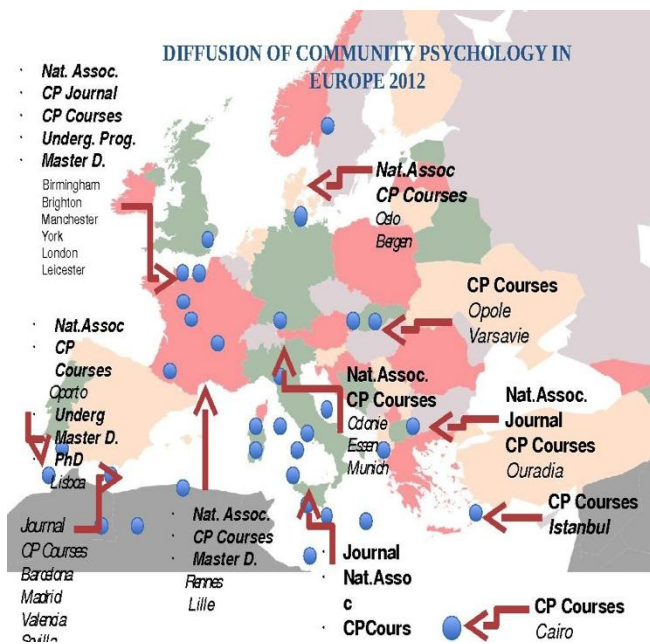 DIFFUSION OF COMMUNITY PSYCHOLOGY IN
EUROPE 2012
· Nat. Assoc.
· CP Journal
· CP Courses
· Underg. Prog.
· Master D.
Birmingham
Brighton
Manchester
York
London
Leicester
Nat.Assoc
CP Courses
Oslo
Bergen
CP Courses
Opole
Varsavie
· Nat.Assoc
· CP
Courses
Oporto
· Underg
· Master D.
· PhD
Lisboa
Nat.Assoc.
CP Courses
Colonie
Essen
Munich
Nat.Assoc.
Journal
CP Courses
Ouradia
CP Courses
Istanbul
Journal
CP Courses
Barcelona
Madrid
Valencia
Sevilla
· Nat. Assoc.
· CP Courses
· Master D.
Rennes
Lille
· Journal
· Nat.Asso
c
· CPCours
CP Courses
Cairo